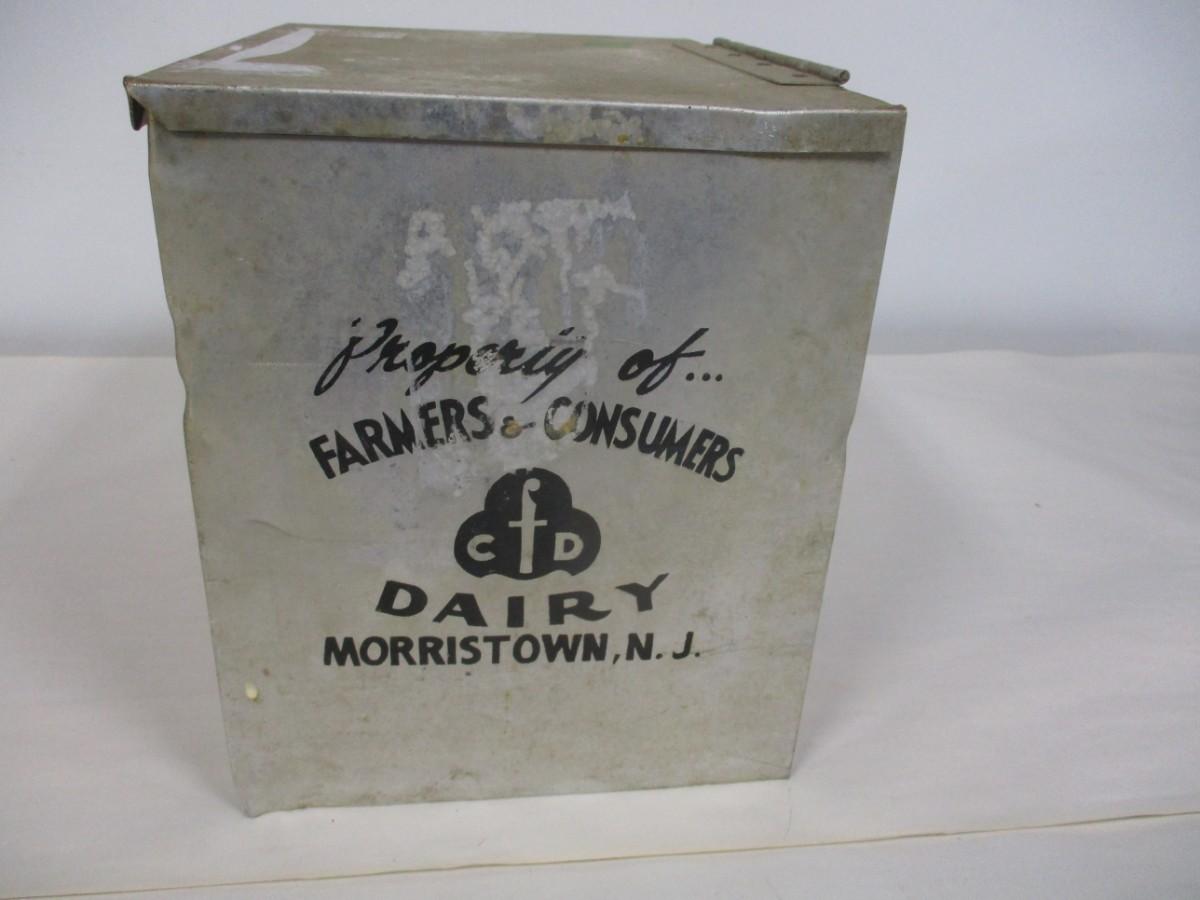 Property of...
FARMERS & CONSUMERS
C f D
DAIRY
MORRISTOWN, N. J.